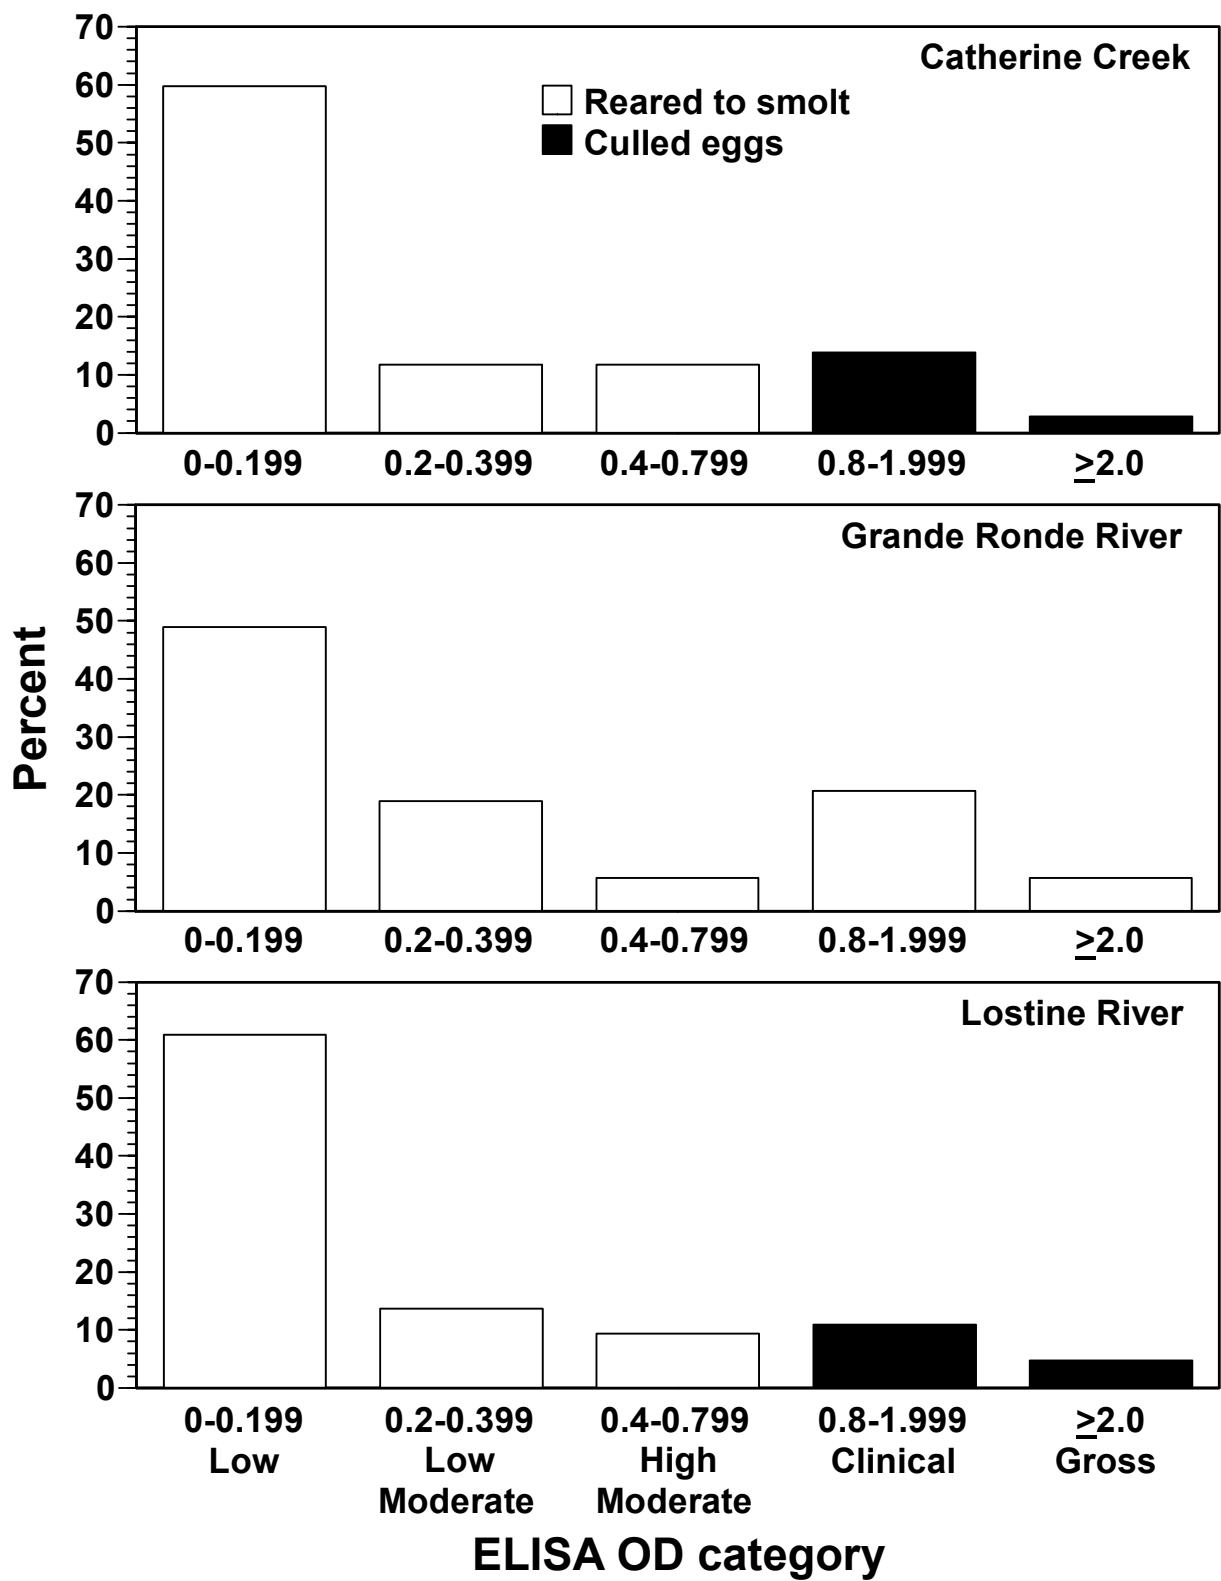 70
60
50
40
30
20
10
0
Catherine Creek
Reared to smolt
Culled eggs
0-0.199 0.2-0.399 0.4-0.799 0.8-1.999 ≥2.0
Percent
70
60
50
40
30
20
10
0
Grande Ronde River
0-0.199 0.2-0.399 0.4-0.799 0.8-1.999 ≥2.0
70
60
50
40
30
20
10
0
Lostine River
0-0.199 0.2-0.399 0.4-0.799 0.8-1.999 ≥2.0
Low Low High Clinical Gross
Moderate Moderate
ELISA OD category